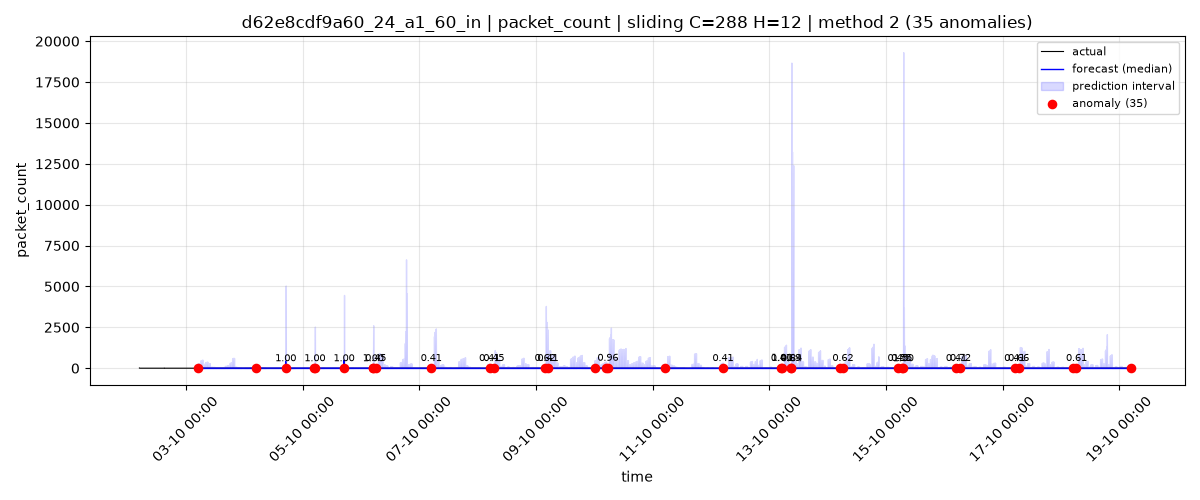 d62e8cdf9a60_24_a1_60_in | packet_count | sliding C=288 H=12 | method 2 (35 anomalies)
actual
forecast (median)
prediction interval
anomaly (35)
packet_count
20000
17500
15000
12500
10000
7500
5000
2500
0
1.00 1.00 1.00 0.41 0.96 0.41 0.62 0.61
03-10 00:00
05-10 00:00
07-10 00:00
09-10 00:00
11-10 00:00
13-10 00:00
15-10 00:00
17-10 00:00
19-10 00:00
time